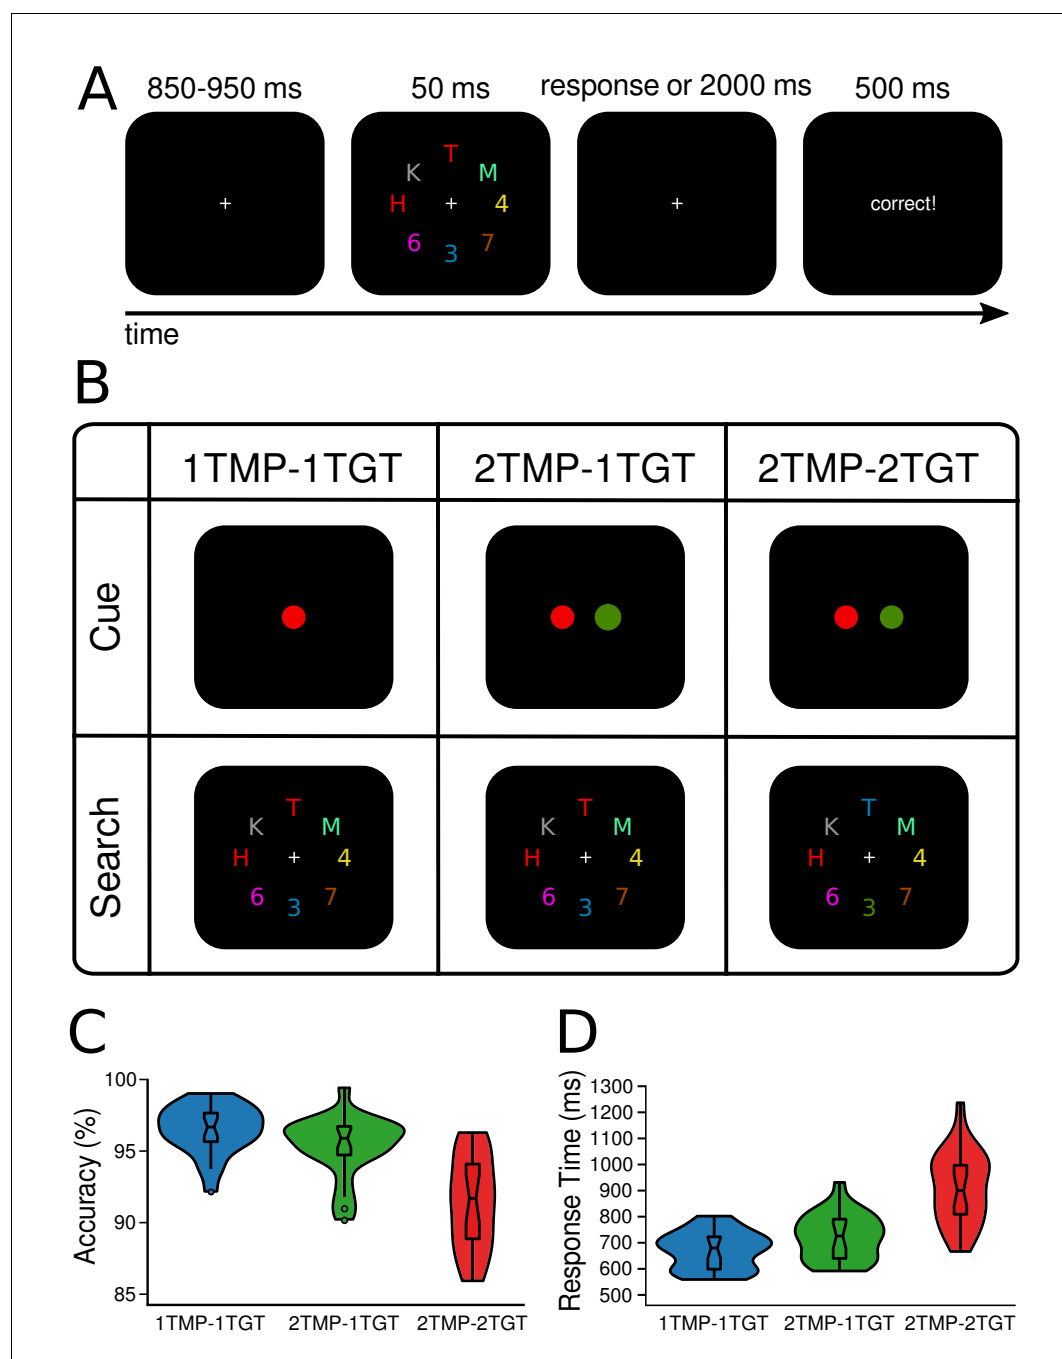 A
850-950 ms
50 ms
response or 2000 ms
500 ms
+
T
K
M
H
+
4
6
3
7
+
correct!
time
B
1TMP-1TGT
2TMP-1TGT
2TMP-2TGT
Cue
Search
T
K
M
H
+
4
6
3
7
T
K
M
H
+
4
6
3
7
T
K
M
H
+
4
6
3
7
C
Accuracy (%)
100
95
90
85
1TMP-1TGT
2TMP-1TGT
2TMP-2TGT
D
Response Time (ms)
1300
1200
1100
1000
900
800
700
600
500
1TMP-1TGT
2TMP-1TGT
2TMP-2TGT